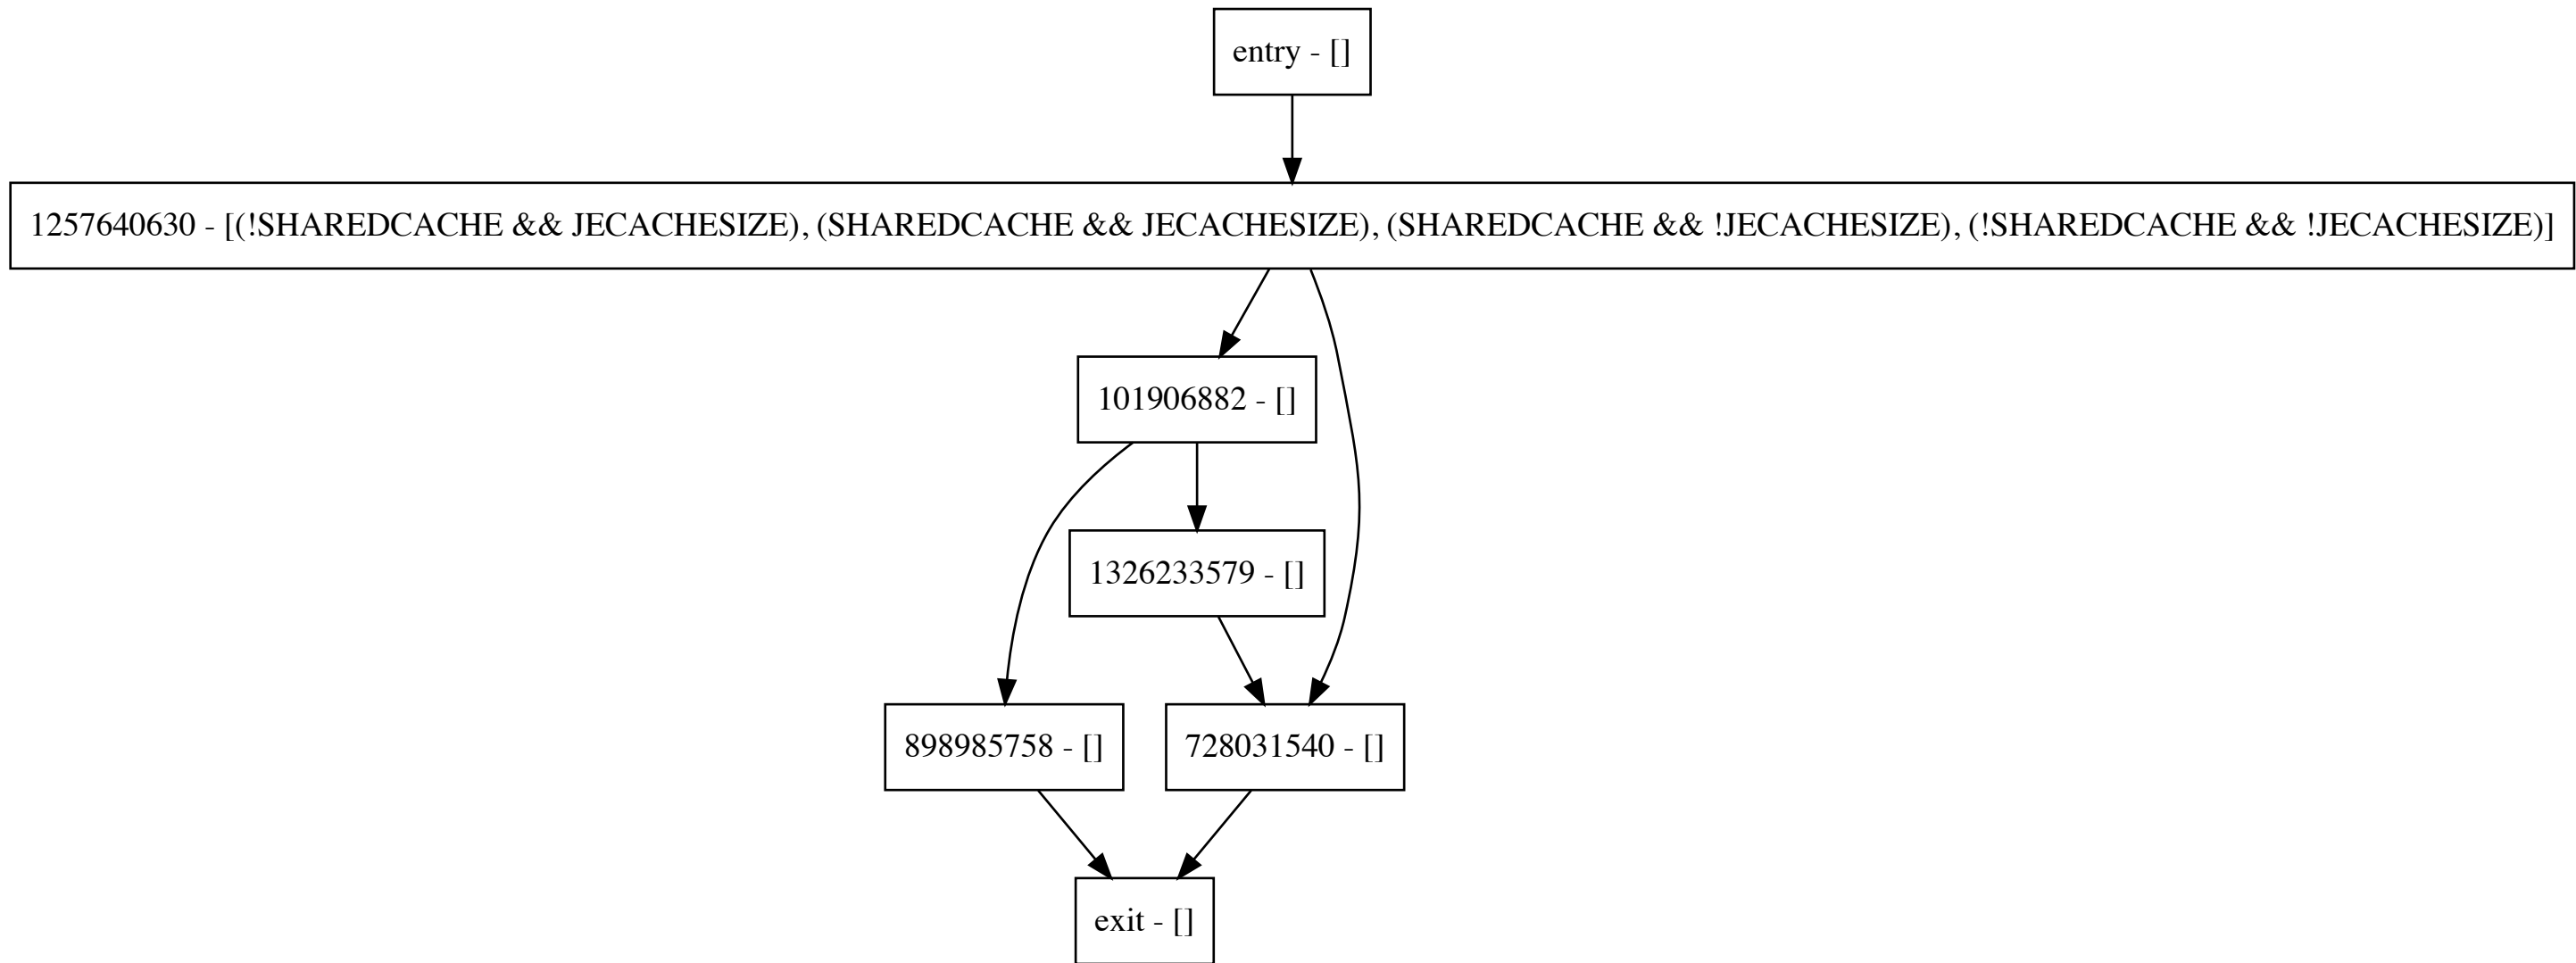 entry - []
1257640630 - [(!SHAREDCACHE && JECACHESIZE), (SHAREDCACHE && JECACHESIZE), (SHAREDCACHE && !JECACHESIZE), (!SHAREDCACHE && !JECACHESIZE)]
101906882 - []
1326233579 - []
898985758 - []
728031540 - []
exit - []